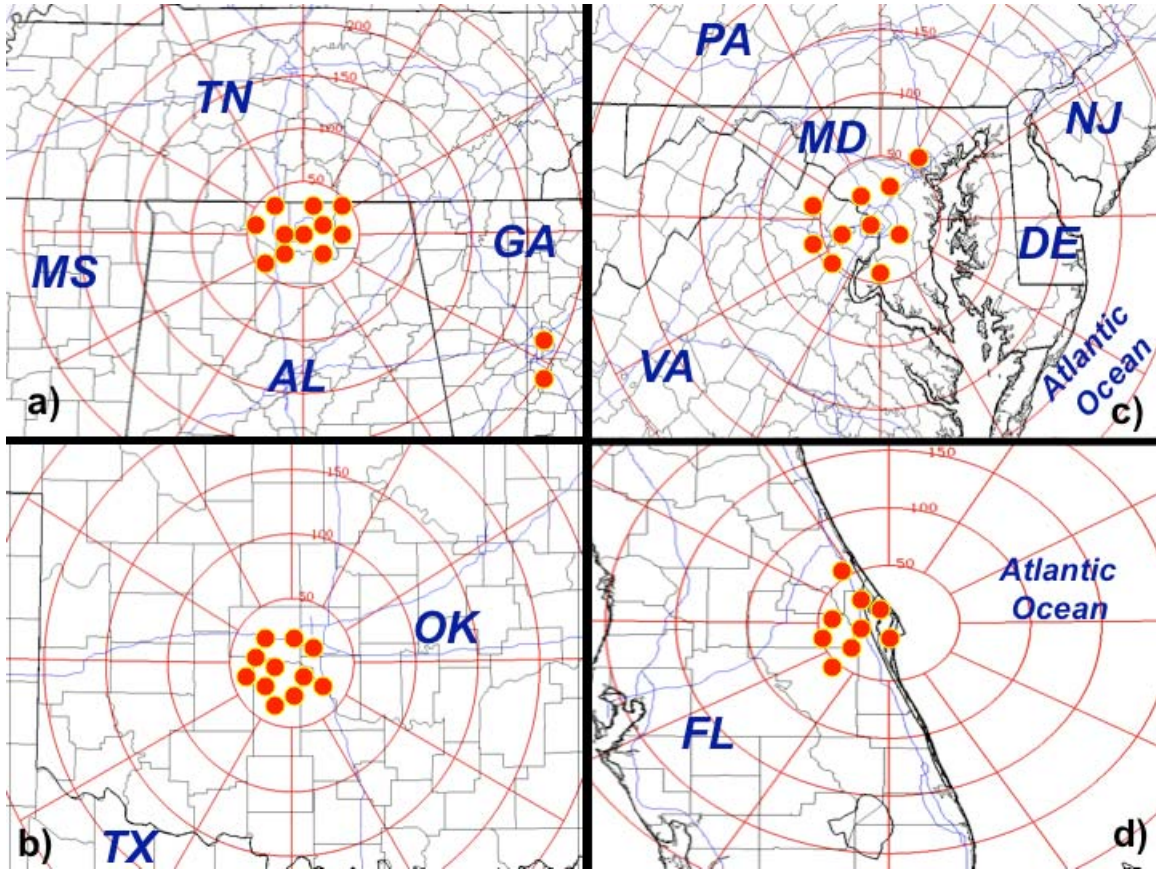 200
150
TN
100
50
MS
GA
AL
a)
PA
150
100
NJ
MD
50
DE
VA
Atlantic
Ocean
c)
150
100
50
OK
TX
b)
150
100
50
Atlantic
Ocean
FL
d)